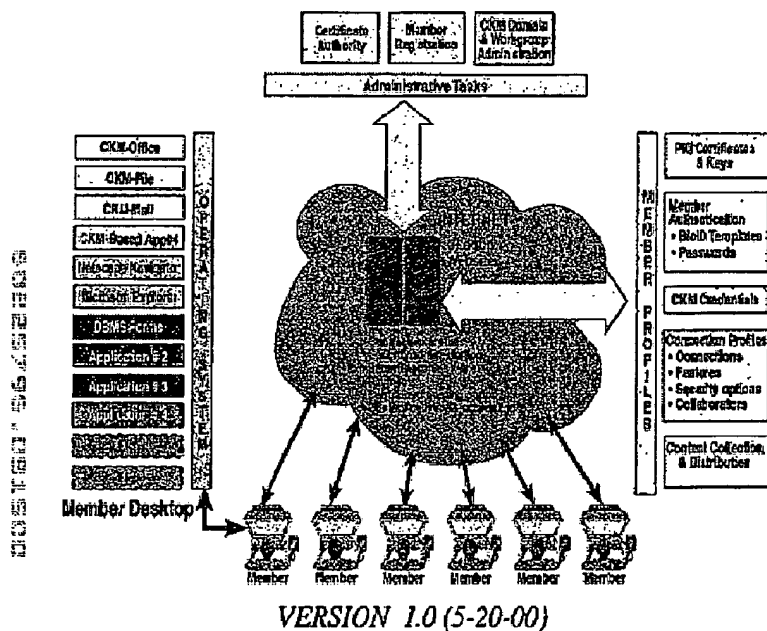 Certificate
Authority
Member
Registration
CKM Domain
& Workgroup
Administration
Administrative Tasks
CKM-Office
CKM-File
CKM-Mail
CKM-Based Apps
Netscape Navigator
Microsoft Explorer
DBMS-Forms
Application # 2
Application # 3
OPERATING SYSTEM
Member Desktop
MEMBER PROFILES
PKI Certificates
& Keys
Member
Authentication
• BioID Templates
• Passwords
CKM Credentials
Connection Profiles
• Connections
• Features
• Security options
• Collaborators
Content Collection
& Distribution
Member
Member
Member
Member
Member
Member
VERSION 1.0 (5-20-00)